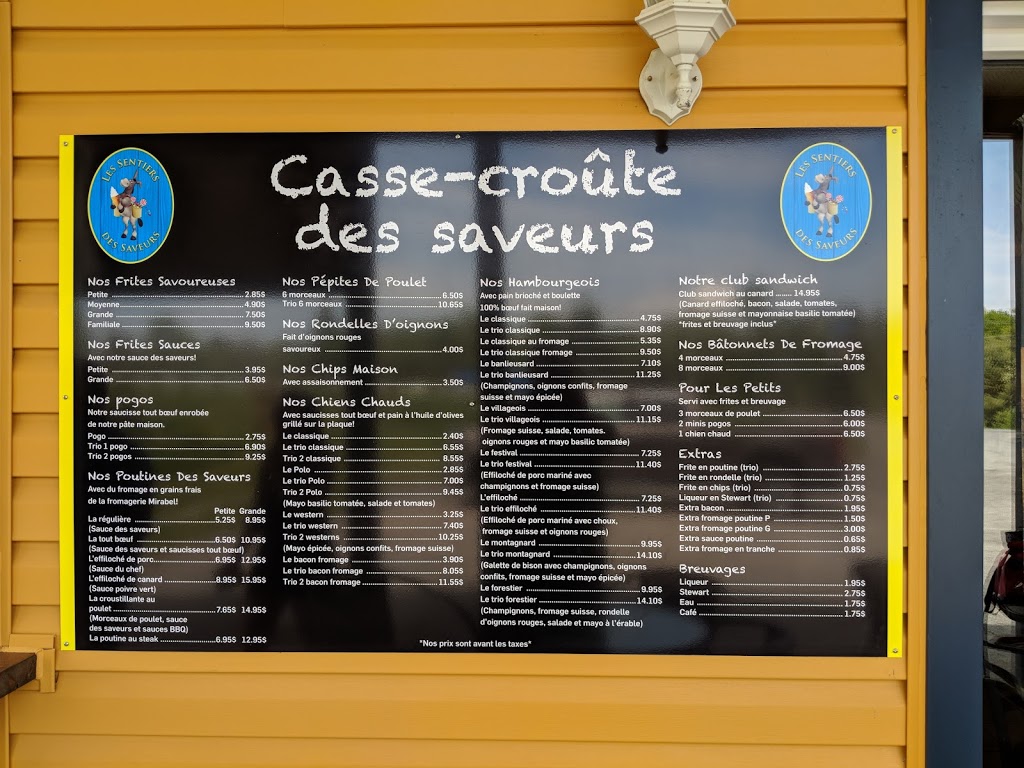 LES SENTIERS
DES SAVEURS
Casse-croûte
des saveurs
LES SENTIERS
DES SAVEURS
Nos Frites Savoureuses
Petite 2.85$
Moyenne 4.90$
Grande 7.50$
Familiale 9.50$
Nos Frites Sauces
Avec notre sauce des saveurs!
Petite 3.95$
Grande 6.50$
Nos pogos
Notre saucisse tout bœuf enrobée
de notre pâte maison.
Pogo 2.75$
Trio 1 pogo 6.90$
Trio 2 pogos 9.25$
Nos Poutines Des Saveurs
Avec du fromage en grains frais
de la fromagerie Mirabel!
Petite Grande
La régulière 5.25$ 8.95$
(Sauce des saveurs)
La tout bœuf 6.50$ 10.95$
(Sauce des saveurs et saucisses tout bœuf)
L'effiloché de porc 6.95$ 12.95$
(Sauce du chef)
L'effiloché de canard 8.95$ 15.95$
(Sauce poivre vert)
La croustillante au
poulet 7.65$ 14.95$
(Morceaux de poulet, sauce
des saveurs et sauces BBQ)
La poutine au steak 6.95$ 12.95$
Nos Pépites De Poulet
6 morceaux 6.50$
Trio 6 morceaux 10.65$
Nos Rondelles D'oignons
Fait d'oignons rouges
savoureux 4.00$
Nos Chips Maison
Avec assaisonnement 3.50$
Nos Chiens Chauds
Avec saucisses tout bœuf et pain à l'huile d'olives
grillé sur la plaque!
Le classique 2.40$
Le trio classique 6.55$
Trio 2 classique 8.55$
Le Polo 2.85$
Le trio Polo 7.00$
Trio 2 Polo 9.45$
(Mayo basilic tomatée, salade et tomates)
Le western 3.25$
Le trio western 7.40$
Trio 2 westerns 10.25$
(Mayo épicée, oignons confits, fromage suisse)
Le bacon fromage 3.90$
Le trio bacon fromage 8.05$
Trio 2 bacon fromage 11.55$
Nos Hambourgeois
Avec pain brioché et boulette
100% bœuf fait maison!
Le classique 4.75$
Le trio classique 8.90$
Le classique au fromage 5.35$
Le trio classique fromage 9.50$
Le banlieusard 7.10$
Le trio banlieusard 11.25$
(Champignons, oignons confits, fromage
suisse et mayo épicée)
Le villageois 7.00$
Le trio villageois 11.15$
(Fromage suisse, salade, tomates,
oignons rouges et mayo basilic tomatée)
Le festival 7.25$
Le trio festival 11.40$
(Effiloché de porc mariné avec
champignons et fromage suisse)
L'effiloché 7.25$
Le trio effiloché 11.40$
(Effiloché de porc mariné avec choux,
fromage suisse et oignons rouges)
Le montagnard 9.95$
Le trio montagnard 14.10$
(Galette de bison avec champignons, oignons
confits, fromage suisse et mayo épicée)
Le forestier 9.95$
Le trio forestier 14.10$
(Champignons, fromage suisse, rondelle
d'oignons rouges, salade et mayo à l'érable)
Notre club sandwich
Club sandwich au canard 14.95$
(Canard effiloché, bacon, salade, tomates,
fromage suisse et mayonnaise basilic tomatée)
*frites et breuvage inclus*
Nos Bâtonnets De Fromage
4 morceaux 4.75$
8 morceaux 9.00$
Pour Les Petits
Servi avec frites et breuvage
3 morceaux de poulet 6.50$
2 minis pogos 6.00$
1 chien chaud 6.50$
Extras
Frite en poutine (trio) 2.75$
Frite en rondelle (trio) 1.25$
Frite en chips (trio) 0.75$
Liqueur en Stewart (trio) 0.75$
Extra bacon 1.95$
Extra fromage poutine P 1.50$
Extra fromage poutine G 3.00$
Extra sauce poutine 0.65$
Extra fromage en tranche 0.85$
Breuvages
Liqueur 1.95$
Stewart 2.75$
Eau 1.75$
Café 1.75$
*Nos prix sont avant les taxes*